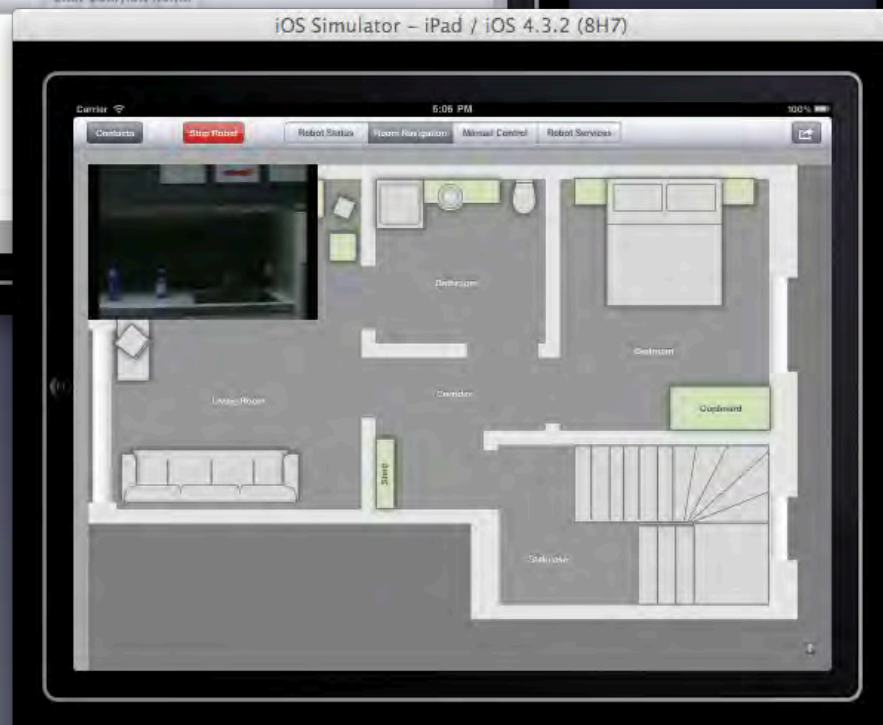 iOS Simulator – iPad / iOS 4.3.2 (8H7)
Carrier 5:06 PM 100%
Contacts Stop Robot Robot Status Room Navigation Manual Control Robot Services
Bathroom
Bedroom
Corridor
Living Room
Cupboard
Staircase